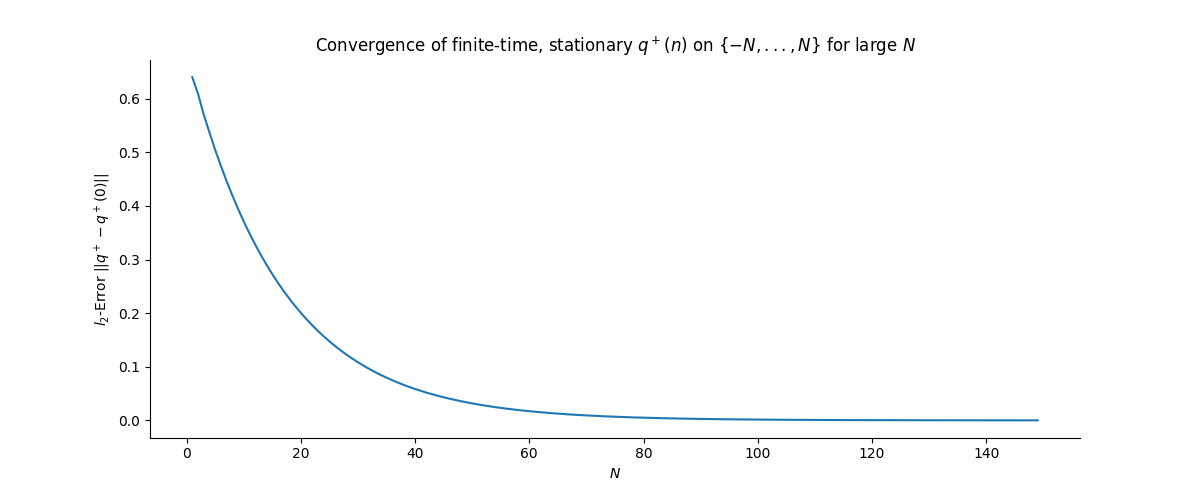 Convergence of finite-time, stationary q⁺(n) on {−N, . . . , N} for large N
l₂-Error ||q⁺ − q⁺(0)||
0.6
0.5
0.4
0.3
0.2
0.1
0.0
0 20 40 60 80 100 120 140
N